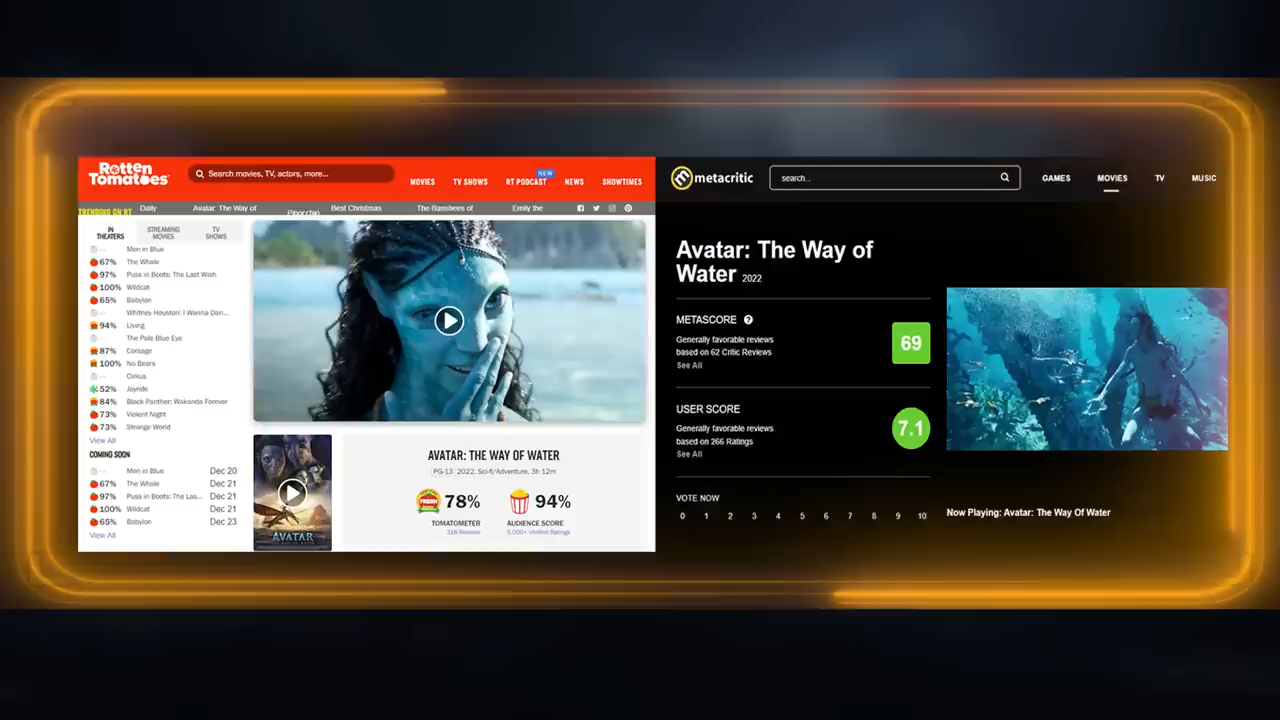 Rotten
Tomatoes
Search movies, TV, actors, more...
MOVIES
TV SHOWS
RT PODCAST
NEW
NEWS
SHOWTIMES
TRENDING ON RT
Daily
Avatar: The Way of
Pinocchio
Best Christmas
The Banshees of
Emily the
IN
THEATERS
STREAMING
MOVIES
TV
SHOWS
-- Men in Blue
67% The Whale
97% Puss in Boots: The Last Wish
100% Wildcat
65% Babylon
-- Whitney Houston: I Wanna Dan...
94% Living
-- The Pale Blue Eye
87% Corsage
100% No Bears
-- Cirkus
52% Joyride
84% Black Panther: Wakanda Forever
73% Violent Night
73% Strange World
View All
COMING SOON
-- Men in Blue Dec 20
67% The Whale Dec 21
97% Puss in Boots: The Las... Dec 21
100% Wildcat Dec 21
65% Babylon Dec 23
View All
AVATAR
AVATAR: THE WAY OF WATER
PG-13 2022, Sci-fi/Adventure, 3h 12m
FRESH
78%
94%
TOMATOMETER
AUDIENCE SCORE
318 Reviews
5,000+ Verified Ratings
metacritic
search...
GAMES
MOVIES
TV
MUSIC
Avatar: The Way of
Water 2022
METASCORE ?
Generally favorable reviews
based on 62 Critic Reviews
See All
69
USER SCORE
Generally favorable reviews
based on 266 Ratings
See All
7.1
VOTE NOW
0 1 2 3 4 5 6 7 8 9 10
Now Playing: Avatar: The Way Of Water